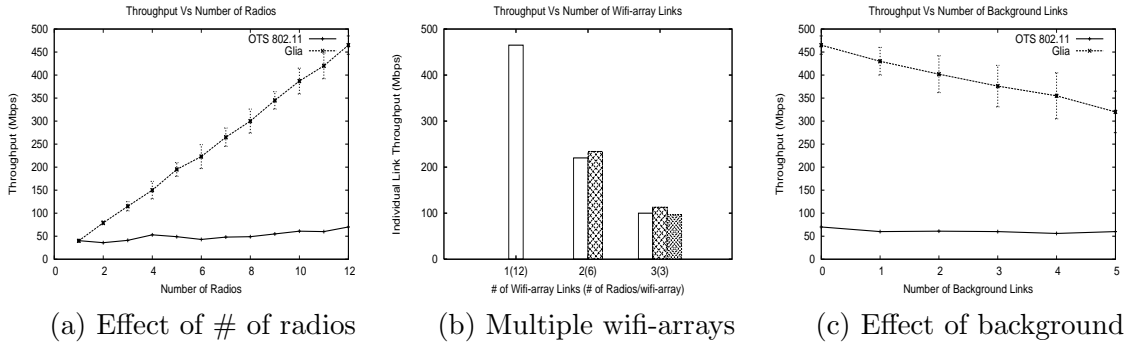 Throughput Vs Number of Radios
OTS 802.11
Glia
500
450
400
350
300
250
200
150
100
50
0
Throughput (Mbps)
0 2 4 6 8 10 12
Number of Radios
(a) Effect of # of radios
Throughput Vs Number of Wifi-array Links
500
400
300
200
100
0
Individual Link Throughput (Mbps)
1(12) 2(6) 3(3)
# of Wifi-array Links (# of Radios/wifi-array)
(b) Multiple wifi-arrays
Throughput Vs Number of Background Links
OTS 802.11
Glia
500
450
400
350
300
250
200
150
100
50
0
Throughput (Mbps)
0 1 2 3 4 5
Number of Background Links
(c) Effect of background